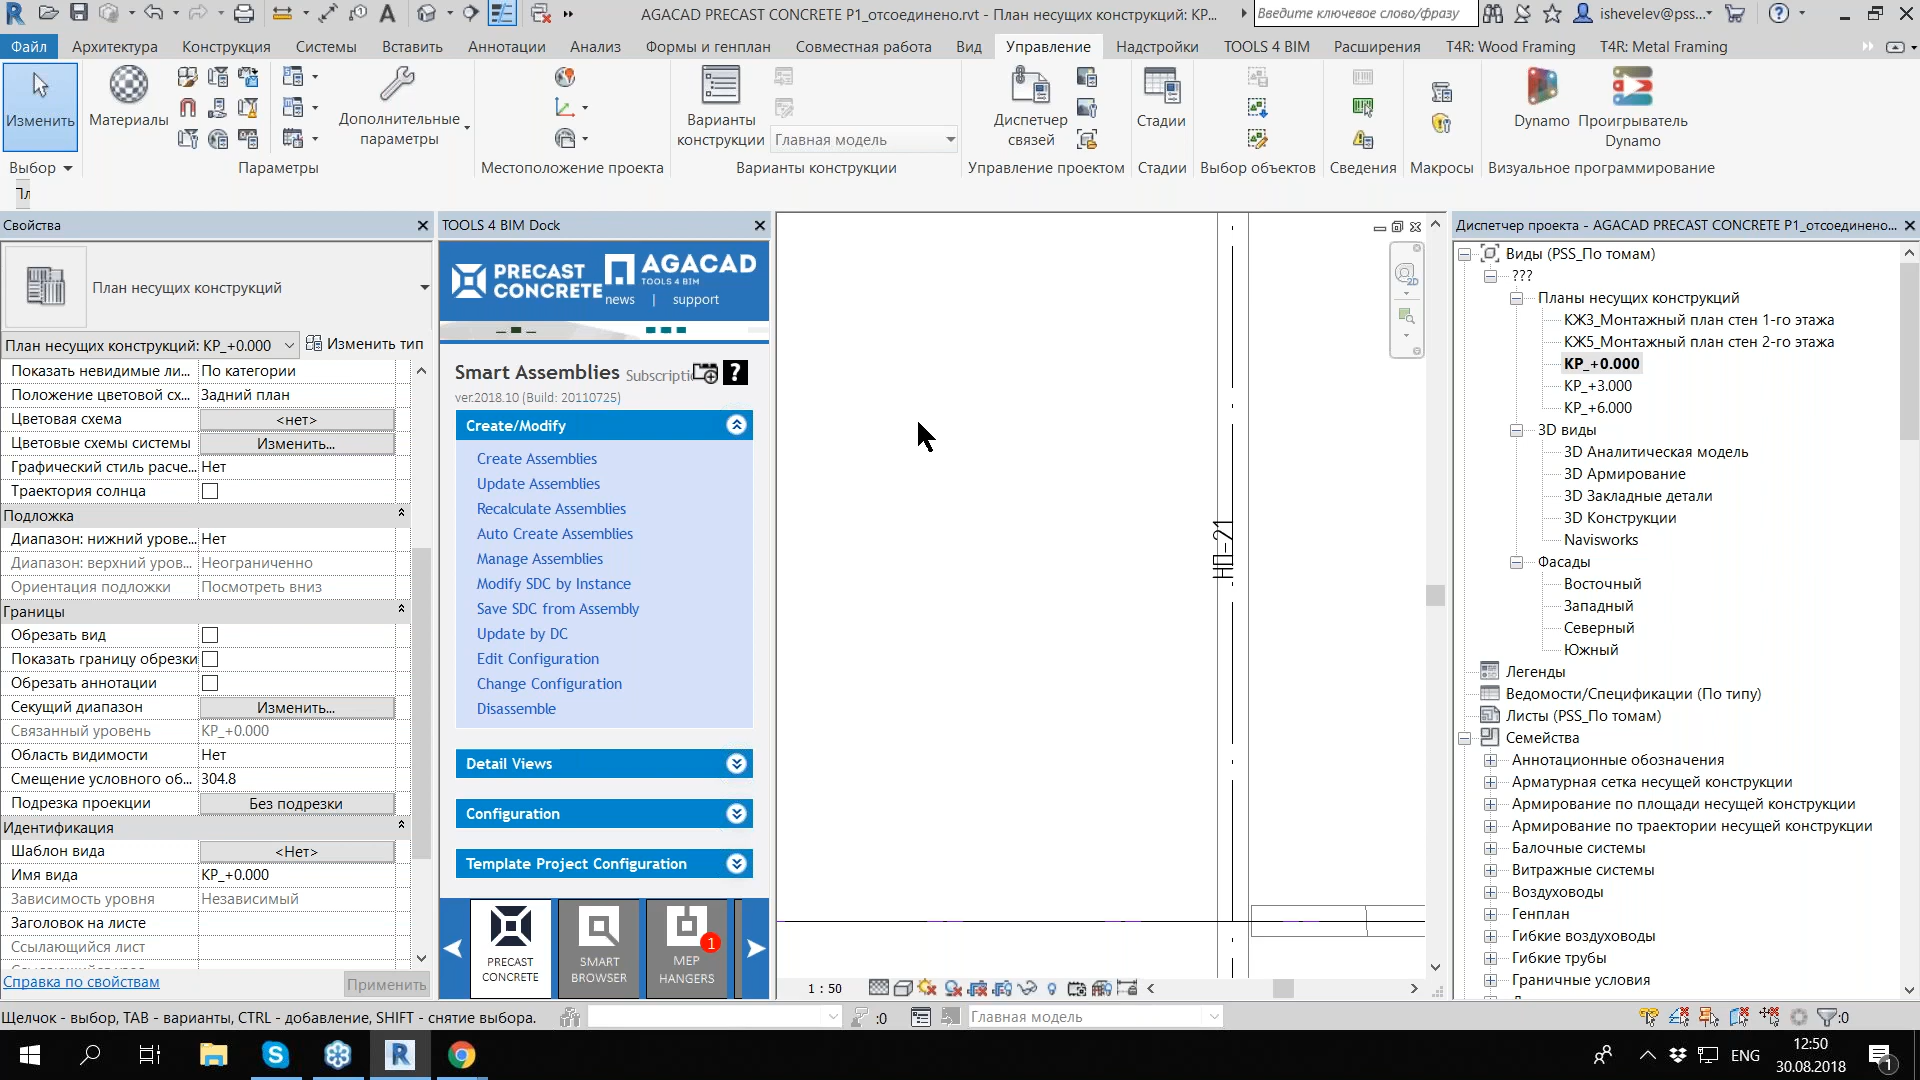 AGACAD PRECAST CONCRETE P1_отсоединено.rvt - План несущих конструкций: KP...
Введите ключевое слово/фразу
ishevelev@pss...
Файл Архитектура Конструкция Системы Вставить Аннотации Анализ Формы и генплан Совместная работа Вид Управление Надстройки TOOLS 4 BIM Расширения T4R: Wood Framing T4R: Metal Framing
Изменить
Материалы
Дополнительные
параметры
Варианты
конструкции
Главная модель
Диспетчер
связей
Стадии
Dynamo
Проигрыватель
Dynamo
Выбор Параметры Местоположение проекта Варианты конструкции Управление проектом Стадии Выбор объектов Сведения Макросы Визуальное программирование
Свойства
План несущих конструкций
План несущих конструкций: KP_+0.000
Изменить тип
Показать невидимые ли... По категории
Положение цветовой сх... Задний план
Цветовая схема <нет>
Цветовые схемы системы Изменить...
Графический стиль расче... Нет
Траектория солнца
Подложка
Диапазон: нижний урове... Нет
Диапазон: верхний уров... Неограниченно
Ориентация подложки Посмотреть вниз
Границы
Обрезать вид
Показать границу обрезки
Обрезать аннотации
Секущий диапазон Изменить...
Связанный уровень KP_+0.000
Область видимости Нет
Смещение условного об... 304.8
Подрезка проекции Без подрезки
Идентификация
Шаблон вида <Нет>
Имя вида KP_+0.000
Зависимость уровня Независимый
Заголовок на листе
Ссылающийся лист
Справка по свойствам
Применить
TOOLS 4 BIM Dock
PRECAST
CONCRETE
AGACAD
TOOLS 4 BIM
news | support
Smart Assemblies Subscripti
ver.2018.10 (Build: 20110725)
Create/Modify
Create Assemblies
Update Assemblies
Recalculate Assemblies
Auto Create Assemblies
Manage Assemblies
Modify SDC by Instance
Save SDC from Assembly
Update by DC
Edit Configuration
Change Configuration
Disassemble
Detail Views
Configuration
Template Project Configuration
PRECAST
CONCRETE
SMART
BROWSER
1
MEP
HANGERS
НП-21
2D
1 : 50
Диспетчер проекта - AGACAD PRECAST CONCRETE P1_отсоединено...
Виды (PSS_По томам)
???
Планы несущих конструкций
КЖ3_Монтажный план стен 1-го этажа
КЖ5_Монтажный план стен 2-го этажа
KP_+0.000
KP_+3.000
KP_+6.000
3D виды
3D Аналитическая модель
3D Армирование
3D Закладные детали
3D Конструкции
Navisworks
Фасады
Восточный
Западный
Северный
Южный
Легенды
Ведомости/Спецификации (По типу)
Листы (PSS_По томам)
Семейства
Аннотационные обозначения
Арматурная сетка несущей конструкции
Армирование по площади несущей конструкции
Армирование по траектории несущей конструкции
Балочные системы
Витражные системы
Воздуховоды
Генплан
Гибкие воздуховоды
Гибкие трубы
Граничные условия
Щелчок - выбор, TAB - варианты, CTRL - добавление, SHIFT - снятие выбора.
:0
Главная модель
:0
ENG
12:50
30.08.2018
1